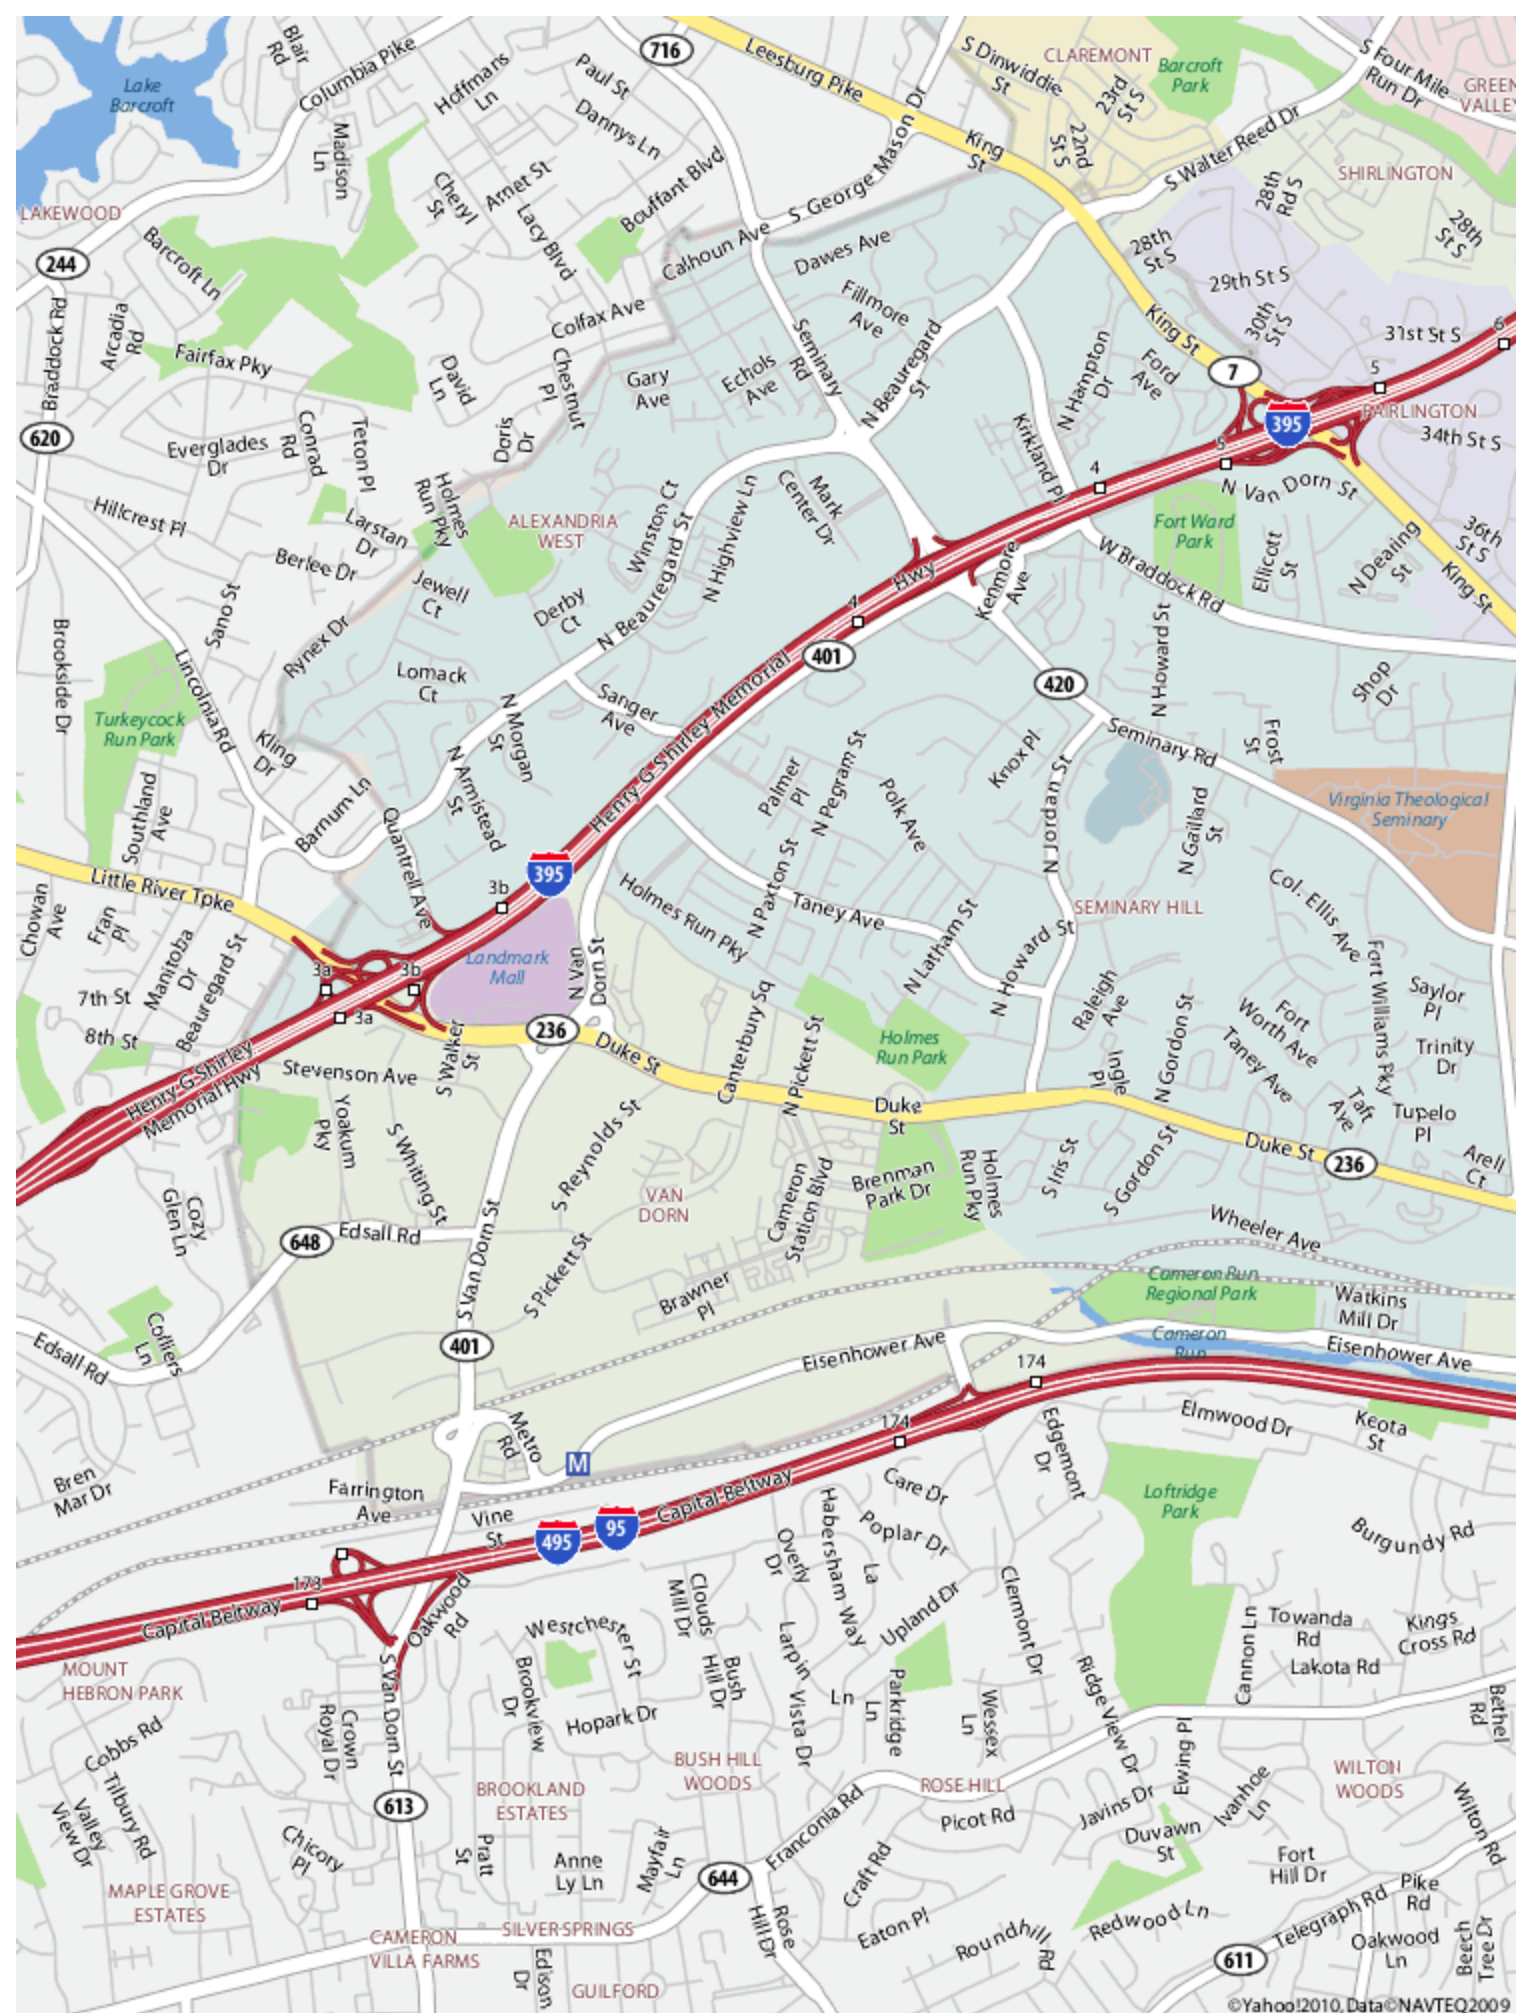 Blair
Rd
Columbia Pike
Hoffmans
Ln
716
Paul St
Dannys Ln
Leesburg Pike
S Dinwiddie
St
CLAREMONT
Barcroft
Park
S Four Mile
Run Dr
GREEN
VALLEY
Lake
Barcroft
Madison
Ln
23rd
St S
22nd
St S
King
St
S Walter Reed Dr
SHIRLINGTON
Cheryl
St
Arnet St
Lacy Blvd
Bouffant Blvd
S George Mason Dr
28th
Rd S
28th
St S
LAKEWOOD
Barcroft Ln
244
Calhoun Ave
Dawes Ave
28th
St S
29th St S
Braddock Rd
Arcadia
Rd
Fairfax Pky
Colfax Ave
Chestnut
Pl
Fillmore
Ave
Seminary
Rd
N Beauregard
St
30th
St S
31st St S
6
King St
David
Ln
Gary
Ave
Echols
Ave
N Hampton
Dr
Ford
Ave
7
5
395
FAIRLINGTON
34th St S
620
Everglades
Dr
Conrad
Rd
Teton Pl
Doris
Dr
Kirkland Pl
5
4
N Van Dorn St
Hillcrest Pl
Larstan
Dr
Holmes
Run Pky
ALEXANDRIA
WEST
Winston Ct
N Highview Ln
Mark
Center Dr
Fort Ward
Park
36th
St S
Berlee Dr
Jewell
Ct
Derby
Ct
N Beauregard St
Hwy
Kenmore
Ave
W Braddock Rd
Ellicott
St
N Dearing
St
King St
Sano St
Rynex Dr
4
401
Brookside Dr
Lincolnia Rd
Lomack
Ct
Sanger
Ave
Henry G Shirley Memorial
420
N Howard St
Shop
Dr
Turkeycock
Run Park
Kling
Dr
N Morgan
St
N Armistead
St
Knox Pl
Seminary Rd
Frost
St
Southland
Ave
Barnum Ln
Quantrell Ave
Palmer
Pl
N Pegram St
Polk Ave
N Jordan St
N Gaillard
St
Virginia Theological
Seminary
Little River Tpke
395
3b
Chowan
Ave
Fran
Pl
Manitoba
Dr
Beauregard St
Landmark
Mall
N Van
Dorn St
Holmes Run Pky
N Paxton St
Taney Ave
N Latham St
N Howard St
SEMINARY HILL
Col. Ellis Ave
Fort Williams Pky
Saylor
Pl
3a
3b
3a
7th St
8th St
S Walker
St
236
Duke St
Canterbury Sq
N Pickett St
Holmes
Run Park
Raleigh
Ave
Ingle
Pl
N Gordon St
Fort
Worth Ave
Taney Ave
Trinity
Dr
Henry G Shirley
Memorial Hwy
Stevenson Ave
Yoakum
Pky
S Whiting St
S Reynolds St
Duke
St
Taft
Ave
Tupelo
Pl
Duke St
236
Arell
Ct
Cozy
Glen Ln
S Van Dorn St
VAN
DORN
Cameron
Station Blvd
Brenman
Park Dr
Holmes
Run Pky
S Iris St
S Gordon St
Wheeler Ave
648
Edsall Rd
S Pickett St
Brawner
Pl
Cameron Run
Regional Park
Watkins
Mill Dr
Edsall Rd
Colliers
Ln
401
Eisenhower Ave
Cameron
Run
Eisenhower Ave
174
Metro
Rd
M
174
Edgemont
Dr
Elmwood Dr
Keota
St
Bren
Mar Dr
Farrington
Ave
Vine
St
495
95
Capital Beltway
Care Dr
Poplar Dr
Loftridge
Park
Burgundy Rd
173
Capital Beltway
Oakwood
Rd
Overly
Dr
Habersham Way
La
Clouds
Mill Dr
Upland Dr
Clermont Dr
Westchester St
Larpin
Ln
Vista Dr
Cannon Ln
Towanda
Rd
Kings
Cross Rd
Lakota Rd
MOUNT
HEBRON PARK
S Van Dorn St
Brookview
Dr
Bush
Hill Dr
Parkridge
Ln
Wessex
Ln
Ridge View Dr
Bethel
Rd
Cobbs Rd
Crown
Royal Dr
Hopark Dr
Ewing Pl
Tilbury Rd
Valley
View Dr
613
BROOKLAND
ESTATES
BUSH HILL
WOODS
ROSE HILL
Ivanhoe
Ln
WILTON
WOODS
Franconia Rd
Picot Rd
Javins Dr
Duvawn
St
Wilton Rd
Chicory
Pl
Pratt
St
Anne
Ly Ln
Mayfair
Ln
644
Craft Rd
Fort
Hill Dr
Pike
Rd
MAPLE GROVE
ESTATES
SILVER SPRINGS
Rose
Hill Dr
Eaton Pl
Roundhill
Rd
Redwood Ln
Telegraph Rd
Oakwood
Ln
Beech
Tree Dr
CAMERON
VILLA FARMS
Edison
Dr
GUILFORD
611
©Yahoo!2010, Data©NAVTEQ2009